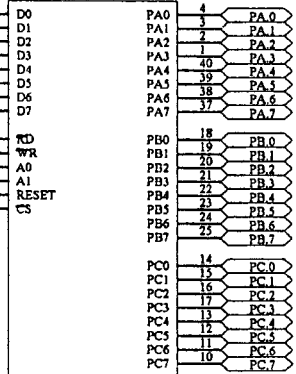 D0 PA0 4 PA.0
D1 PA1 3 PA.1
D2 PA2 2 PA.2
D3 PA3 1 PA.3
D4 PA4 40 PA.4
D5 PA5 39 PA.5
D6 PA6 38 PA.6
D7 PA7 37 PA.7
RD PB0 18 PB.0
WR PB1 19 PB.1
A0 PB2 20 PB.2
A1 PB3 21 PB.3
RESET PB4 22 PB.4
CS PB5 23 PB.5
PB6 24 PB.6
PB7 25 PB.7
PC0 14 PC.0
PC1 15 PC.1
PC2 16 PC.2
PC3 17 PC.3
PC4 13 PC.4
PC5 12 PC.5
PC6 11 PC.6
PC7 10 PC.7